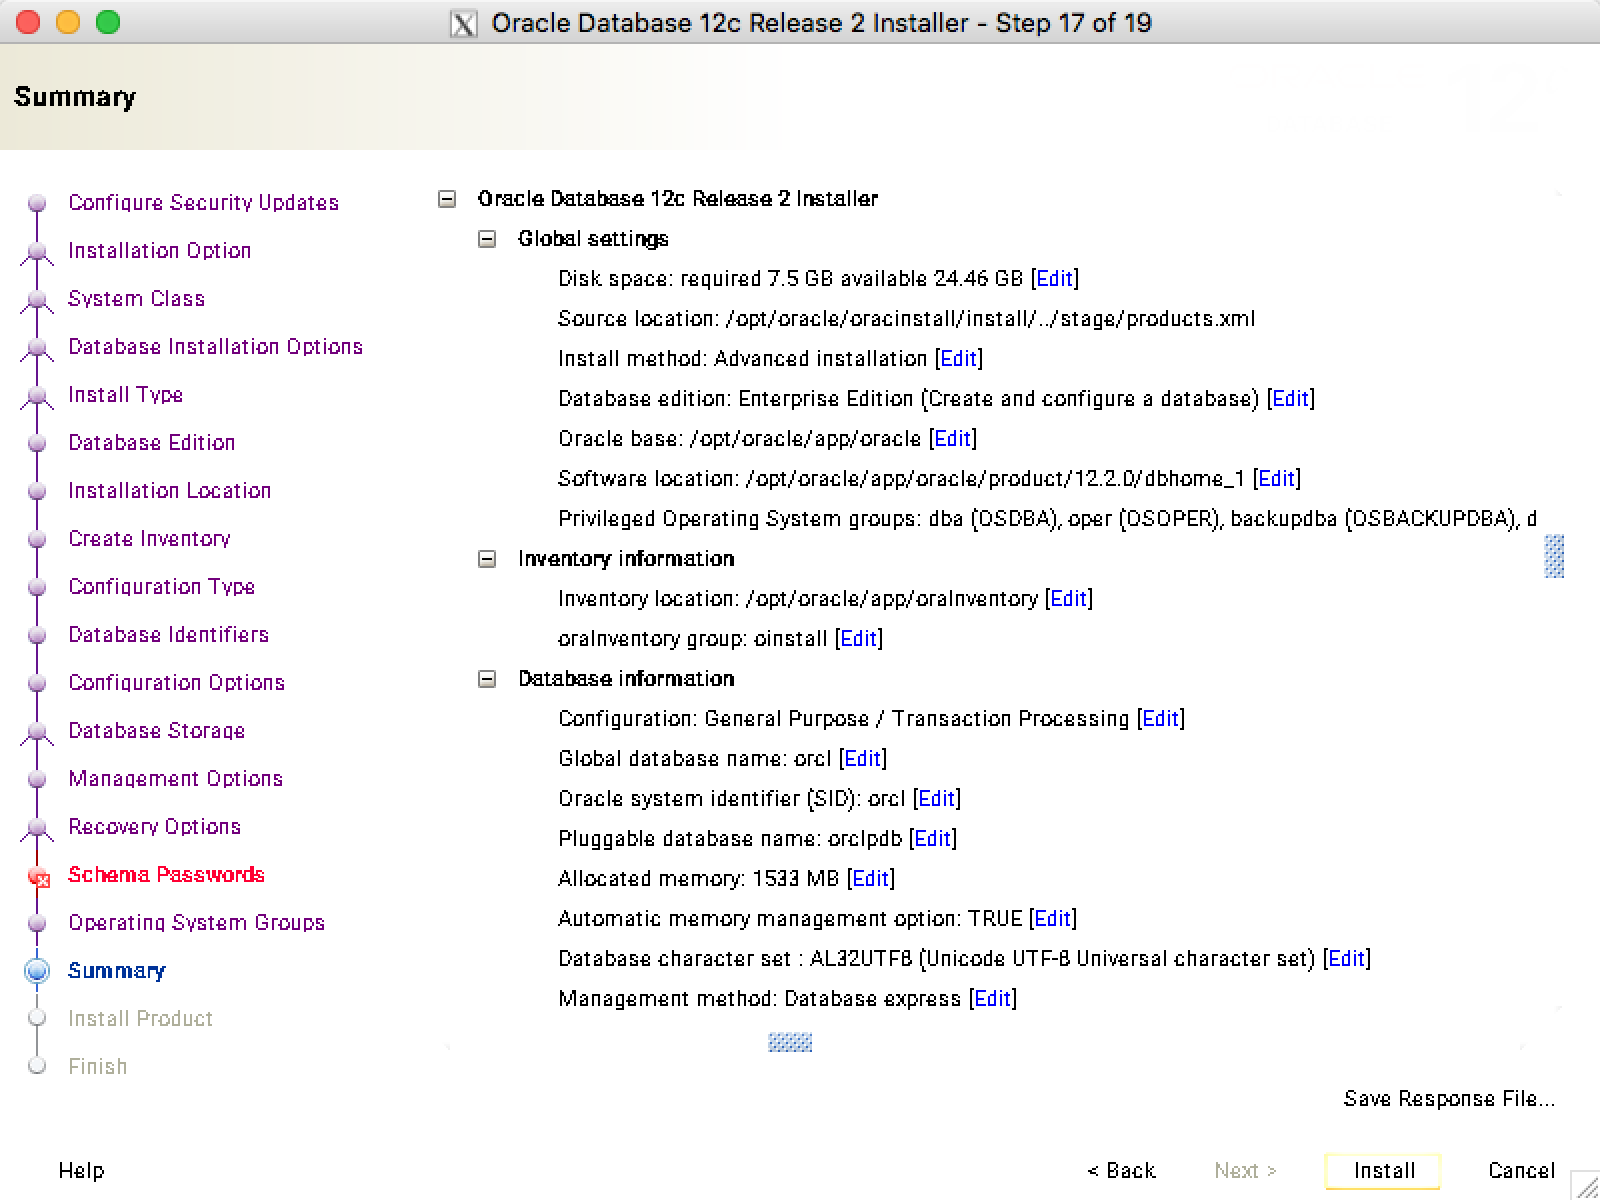 Oracle Database 12c Release 2 Installer - Step 17 of 19
Summary
Configure Security Updates
Installation Option
System Class
Database Installation Options
Install Type
Database Edition
Installation Location
Create Inventory
Configuration Type
Database Identifiers
Configuration Options
Database Storage
Management Options
Recovery Options
Schema Passwords
Operating System Groups
Summary
Install Product
Finish
Oracle Database 12c Release 2 Installer
Global settings
Disk space: required 7.5 GB available 24.46 GB [Edit]
Source location: /opt/oracle/oracinstall/install/../stage/products.xml
Install method: Advanced installation [Edit]
Database edition: Enterprise Edition (Create and configure a database) [Edit]
Oracle base: /opt/oracle/app/oracle [Edit]
Software location: /opt/oracle/app/oracle/product/12.2.0/dbhome_1 [Edit]
Privileged Operating System groups: dba (OSDBA), oper (OSOPER), backupdba (OSBACKUPDBA), d
Inventory information
Inventory location: /opt/oracle/app/oraInventory [Edit]
oraInventory group: oinstall [Edit]
Database information
Configuration: General Purpose / Transaction Processing [Edit]
Global database name: orcl [Edit]
Oracle system identifier (SID): orcl [Edit]
Pluggable database name: orclpdb [Edit]
Allocated memory: 1533 MB [Edit]
Automatic memory management option: TRUE [Edit]
Database character set : AL32UTF8 (Unicode UTF-8 Universal character set) [Edit]
Management method: Database express [Edit]
Save Response File...
Help
< Back
Next >
Install
Cancel